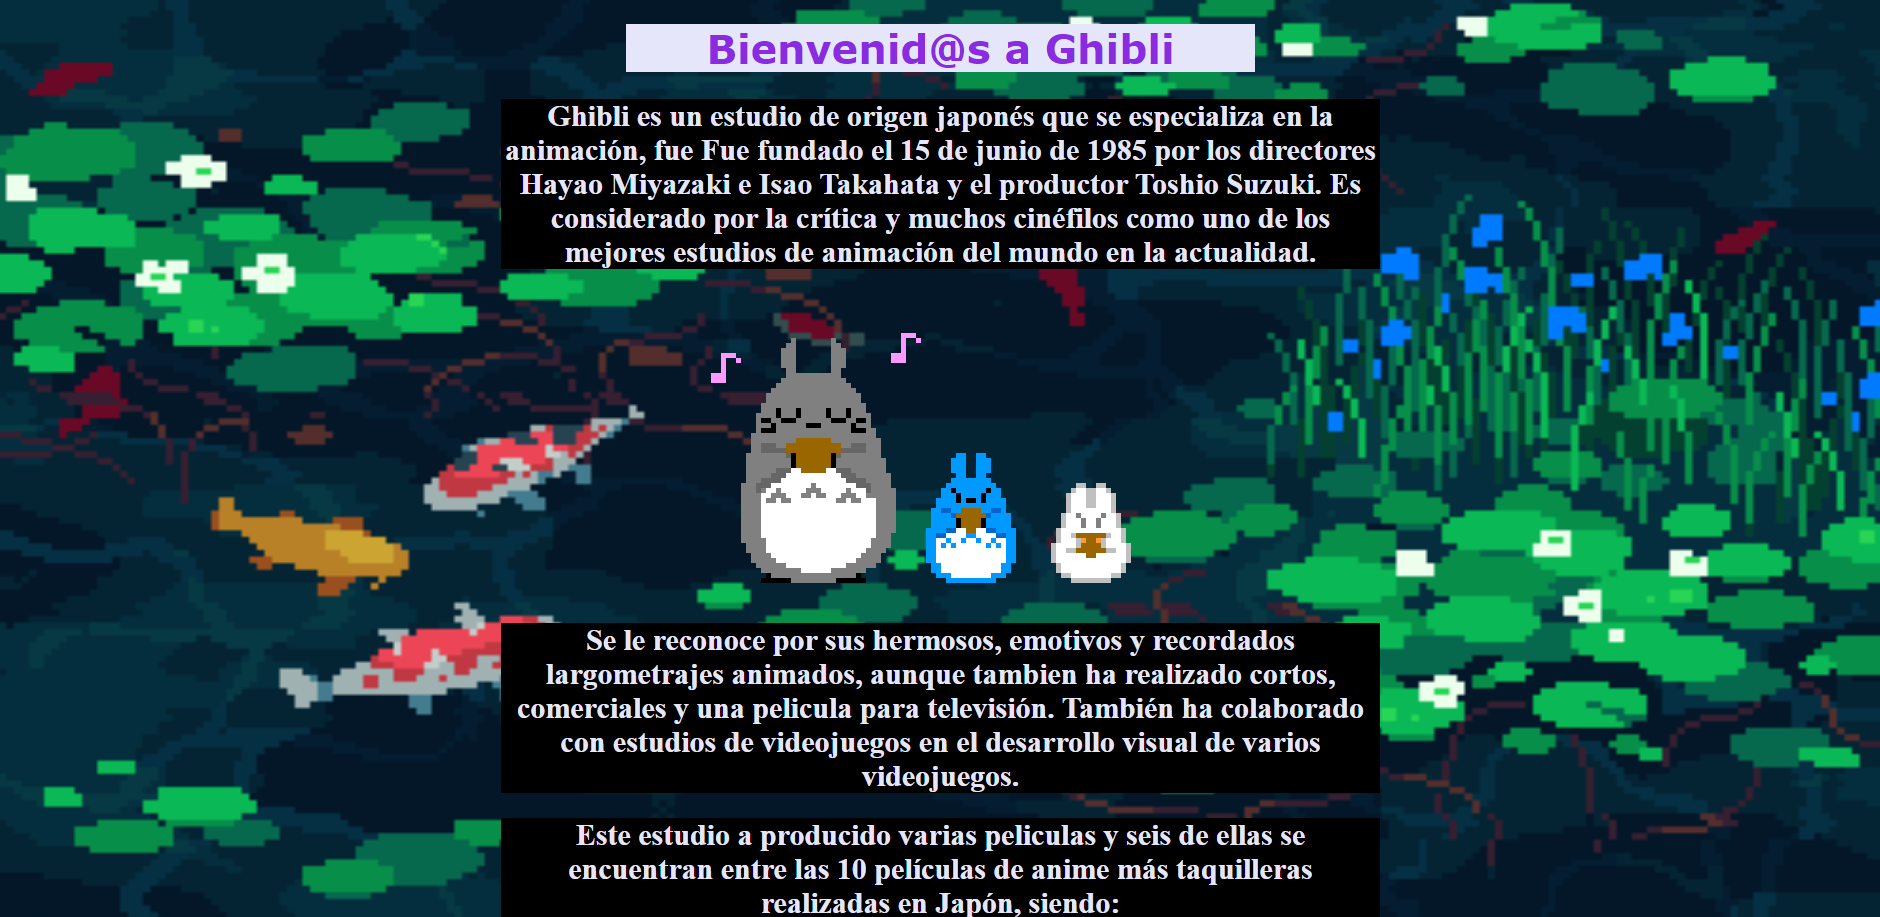 Bienvenid@s a Ghibli
Ghibli es un estudio de origen japonés que se especializa en la
animación, fue Fue fundado el 15 de junio de 1985 por los directores
Hayao Miyazaki e Isao Takahata y el productor Toshio Suzuki. Es
considerado por la crítica y muchos cinéfilos como uno de los
mejores estudios de animación del mundo en la actualidad.
Se le reconoce por sus hermosos, emotivos y recordados
largometrajes animados, aunque tambien ha realizado cortos,
comerciales y una pelicula para televisión. También ha colaborado
con estudios de videojuegos en el desarrollo visual de varios
videojuegos.
Este estudio a producido varias peliculas y seis de ellas se
encuentran entre las 10 películas de anime más taquilleras
realizadas en Japón, siendo: